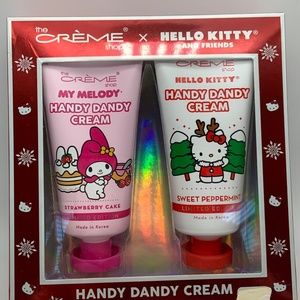 the CRÈME shop × HELLO KITTY®
AND FRIENDS
the CRÈME shop
MY MELODY
HANDY DANDY
CREAM
STRAWBERRY CAKE
LIMITED EDITION
Made in Korea
the CRÈME shop
HELLO KITTY®
HANDY DANDY
CREAM
SWEET PEPPERMINT
LIMITED EDITION
Made in Korea
HANDY DANDY CREAM